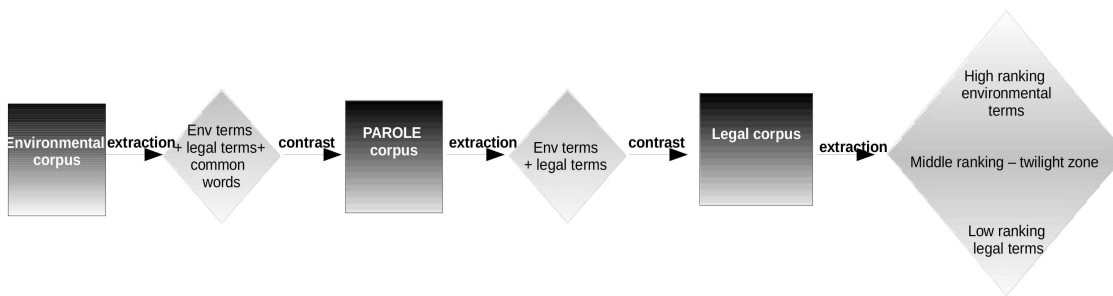 Environmental
corpus
extraction
Env terms
+ legal terms+
common
words
contrast
PAROLE
corpus
extraction
Env terms
+ legal terms
contrast
Legal corpus
extraction
High ranking
environmental
terms
Middle ranking – twilight zone
Low ranking
legal terms